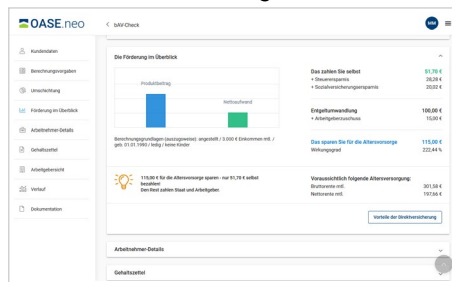 OASE.neo
bAV-Check
MM
Kundendaten
Berechnungsvorgaben
Umschichtung
Förderung im Überblick
Arbeitnehmer-Details
Gehaltszettel
Arbeitgebersicht
Verlauf
Dokumentation
Die Förderung im Überblick
Produktbeitrag
Nettoaufwand
Berechnungsgrundlagen (auszugsweise): angestellt / 3 000 € Einkommen mtl. /
geb. 01.01.1990 / ledig / keine Kinder
Das zahlen Sie selbst 51,70 €
+ Steuerersparnis 28,28 €
+ Sozialversicherungsersparnis 20,02 €
Entgeltumwandlung 100,00 €
+ Arbeitgeberzuschuss 15,00 €
Das sparen Sie für die Altersvorsorge 115,00 €
Wirkungsgrad 222,44 %
115,00 € für die Altersvorsorge sparen - nur 51,70 € selbst
bezahlen!
Den Rest zahlen Staat und Arbeitgeber.
Voraussichtlich folgende Altersversorgung:
Bruttorente mtl. 301,58 €
Nettorente mtl. 197,66 €
Vorteile der Direktversicherung
Arbeitnehmer-Details
Gehaltszettel